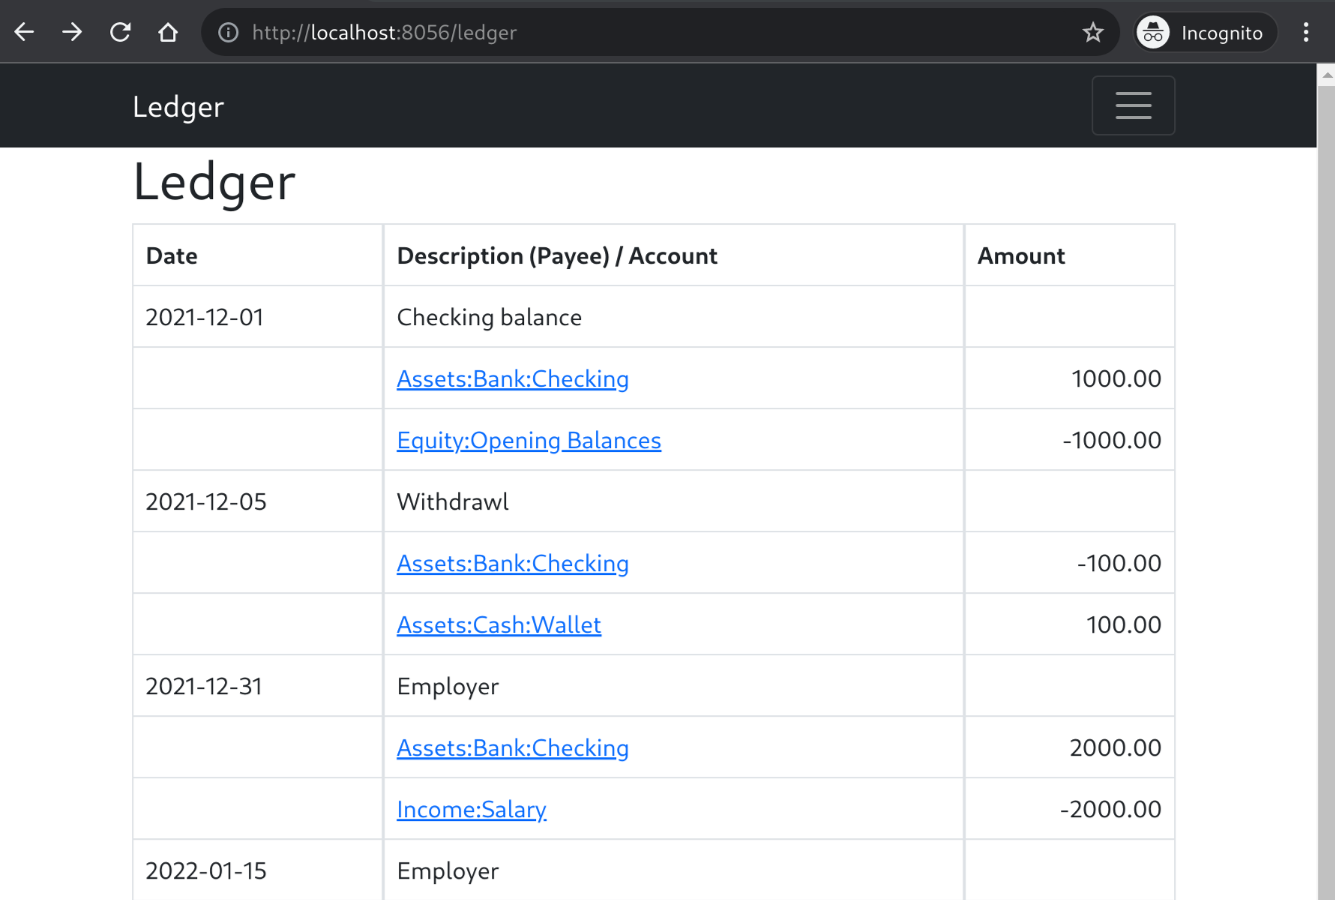 http://localhost:8056/ledger Incognito
Ledger
Ledger
Date Description (Payee) / Account Amount
2021-12-01 Checking balance
Assets:Bank:Checking 1000.00
Equity:Opening Balances -1000.00
2021-12-05 Withdrawl
Assets:Bank:Checking -100.00
Assets:Cash:Wallet 100.00
2021-12-31 Employer
Assets:Bank:Checking 2000.00
Income:Salary -2000.00
2022-01-15 Employer